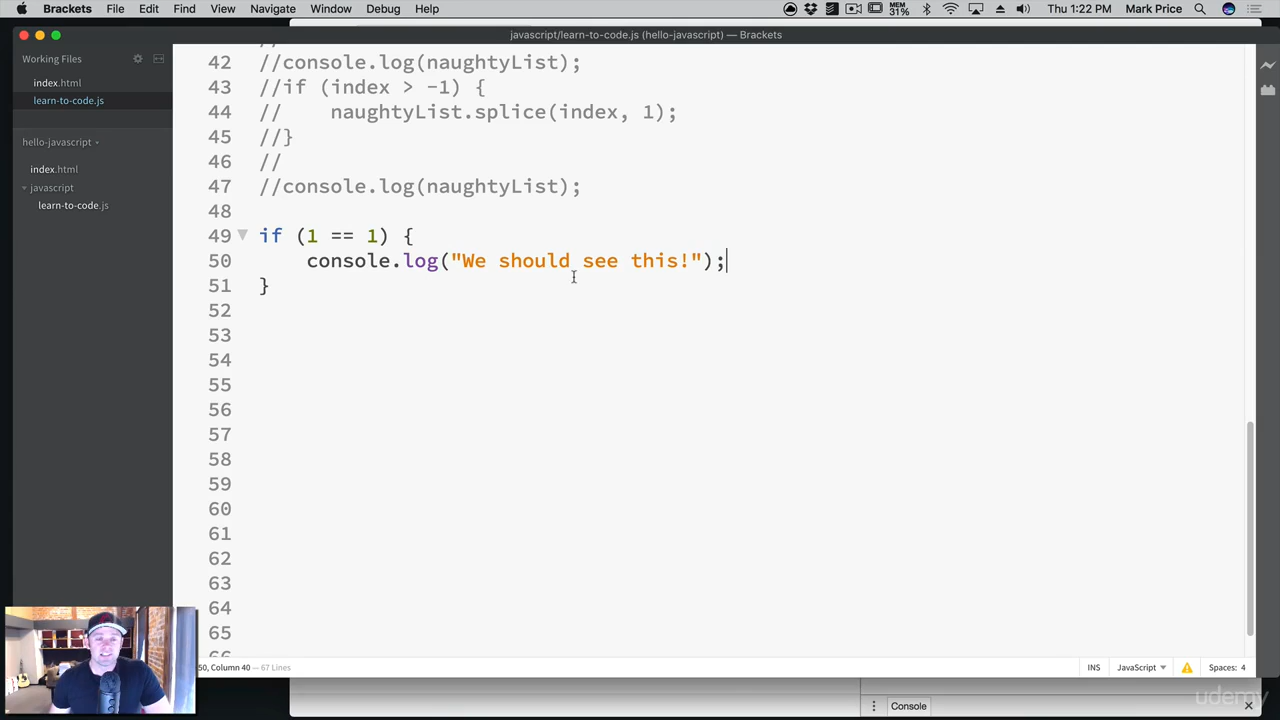 Brackets File Edit Find View Navigate Window Debug Help MEM 31% Thu 1:22 PM Mark Price
javascript/learn-to-code.js (hello-javascript) — Brackets
Working Files
index.html
learn-to-code.js
hello-javascript
index.html
javascript
learn-to-code.js
42 //console.log(naughtyList);
43 //if (index > -1) {
44 //    naughtyList.splice(index, 1);
45 //}
46 //
47 //console.log(naughtyList);
48
49 if (1 == 1) {
50     console.log("We should see this!");
51 }
52
53
54
55
56
57
58
59
60
61
62
63
64
65
50, Column 40 — 67 Lines INS JavaScript Spaces: 4
udemy
Console